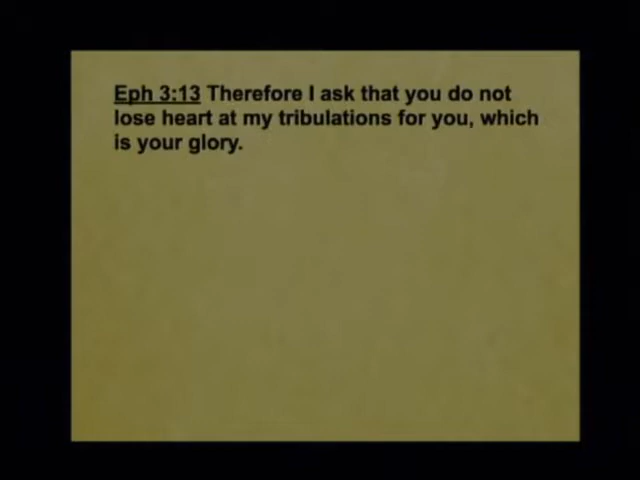 Eph 3:13 Therefore I ask that you do not
lose heart at my tribulations for you, which
is your glory.